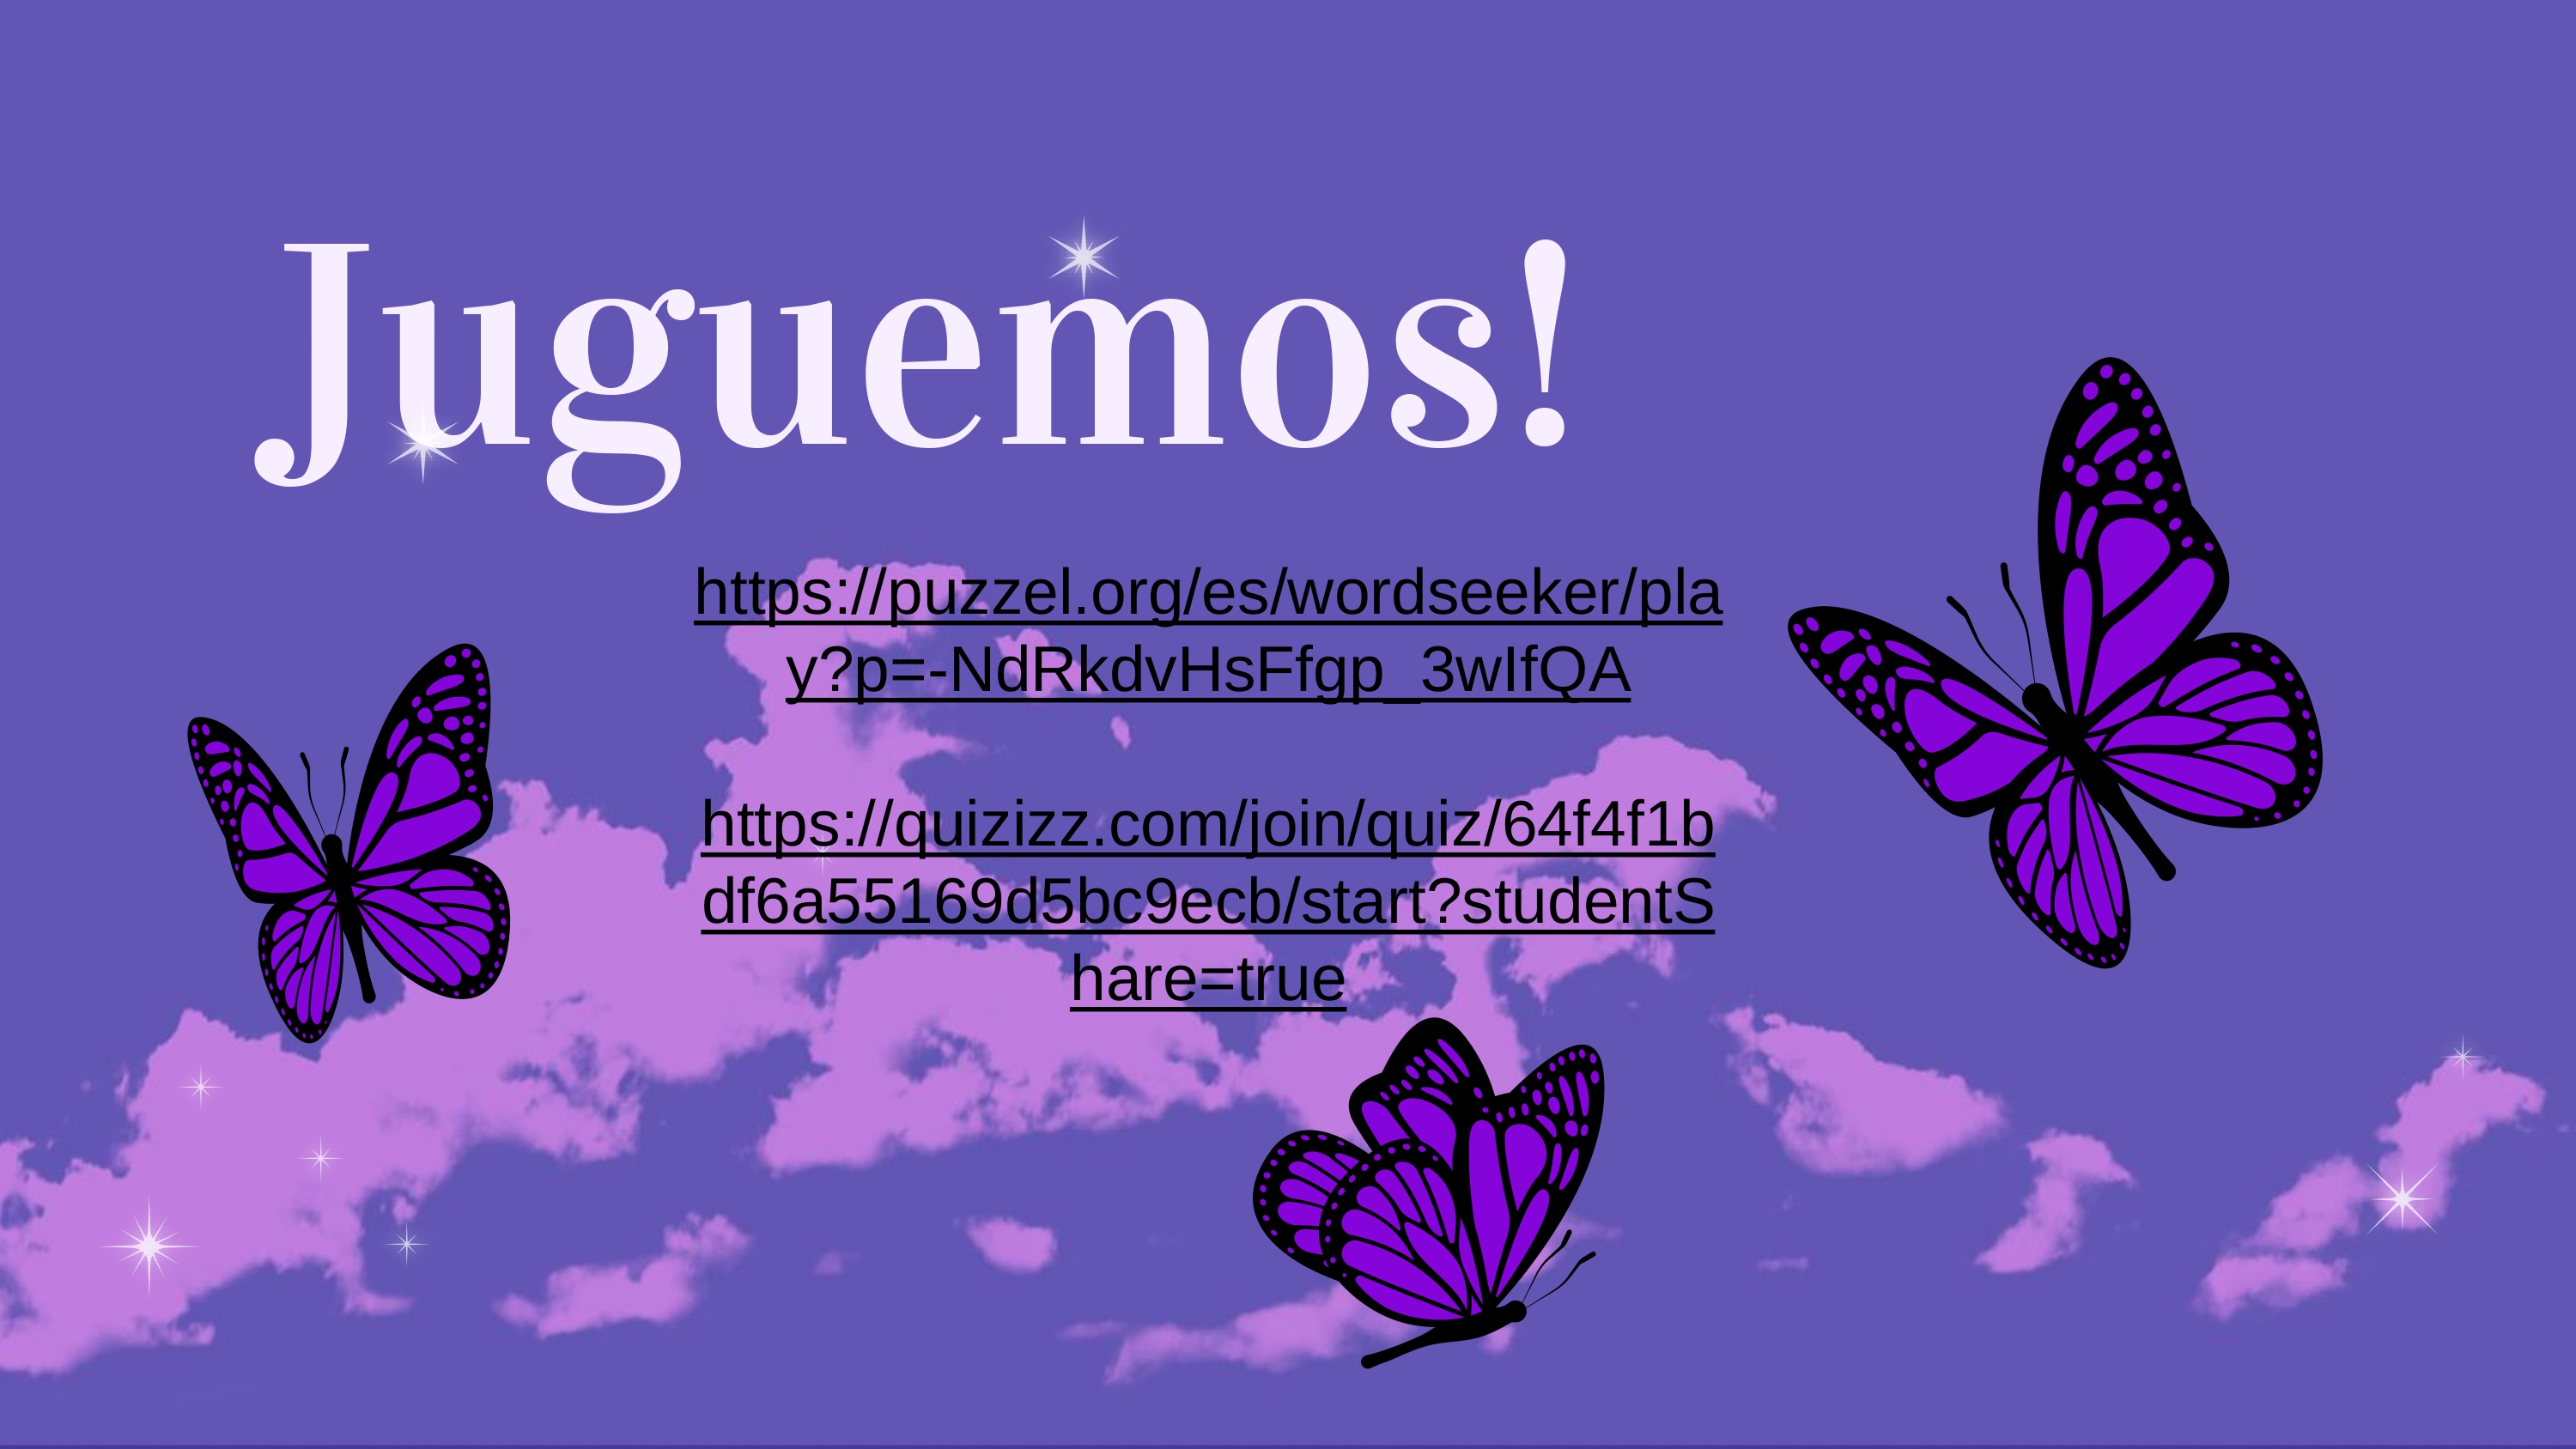 Juguemos!
https://puzzel.org/es/wordseeker/pla
y?p=-NdRkdvHsFfgp_3wIfQA
https://quizizz.com/join/quiz/64f4f1b
df6a55169d5bc9ecb/start?studentS
hare=true